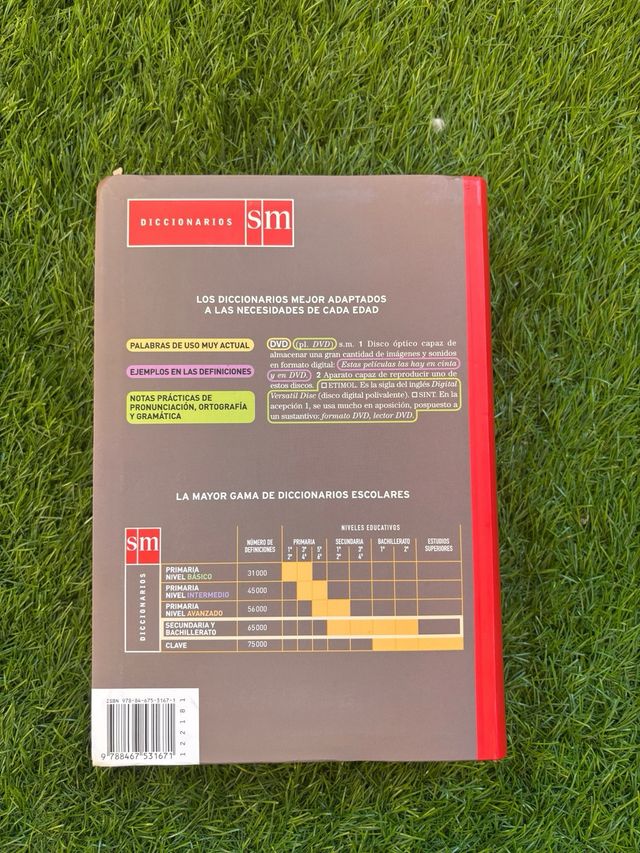 DICCIONARIOS sm
LOS DICCIONARIOS MEJOR ADAPTADOS
A LAS NECESIDADES DE CADA EDAD
PALABRAS DE USO MUY ACTUAL
EJEMPLOS EN LAS DEFINICIONES
NOTAS PRÁCTICAS DE
PRONUNCIACIÓN, ORTOGRAFÍA
Y GRAMÁTICA
DVD (pl. DVD) s.m. 1 Disco óptico capaz de
almacenar una gran cantidad de imágenes y sonidos
en formato digital: Estas películas las hay en cinta
y en DVD. 2 Aparato capaz de reproducir uno de
estos discos. □ ETIMOL. Es la sigla del inglés Digital
Versatil Disc (disco digital polivalente). □ SINT. En la
acepción 1, se usa mucho en aposición, pospuesto a
un sustantivo: formato DVD, lector DVD. □
LA MAYOR GAMA DE DICCIONARIOS ESCOLARES
sm
DICCIONARIOS
NÚMERO DE
DEFINICIONES
NIVELES EDUCATIVOS
PRIMARIA SECUNDARIA BACHILLERATO ESTUDIOS
SUPERIORES
1º 3º 5º 1º 3º 1º 2º
2º 4º 6º 2º 4º
PRIMARIA
NIVEL BÁSICO 31000
PRIMARIA
NIVEL INTERMEDIO 45000
PRIMARIA
NIVEL AVANZADO 56000
SECUNDARIA Y
BACHILLERATO 65000
CLAVE 75000
ISBN 978-84-675-3167-1
9 788467 531671
122181